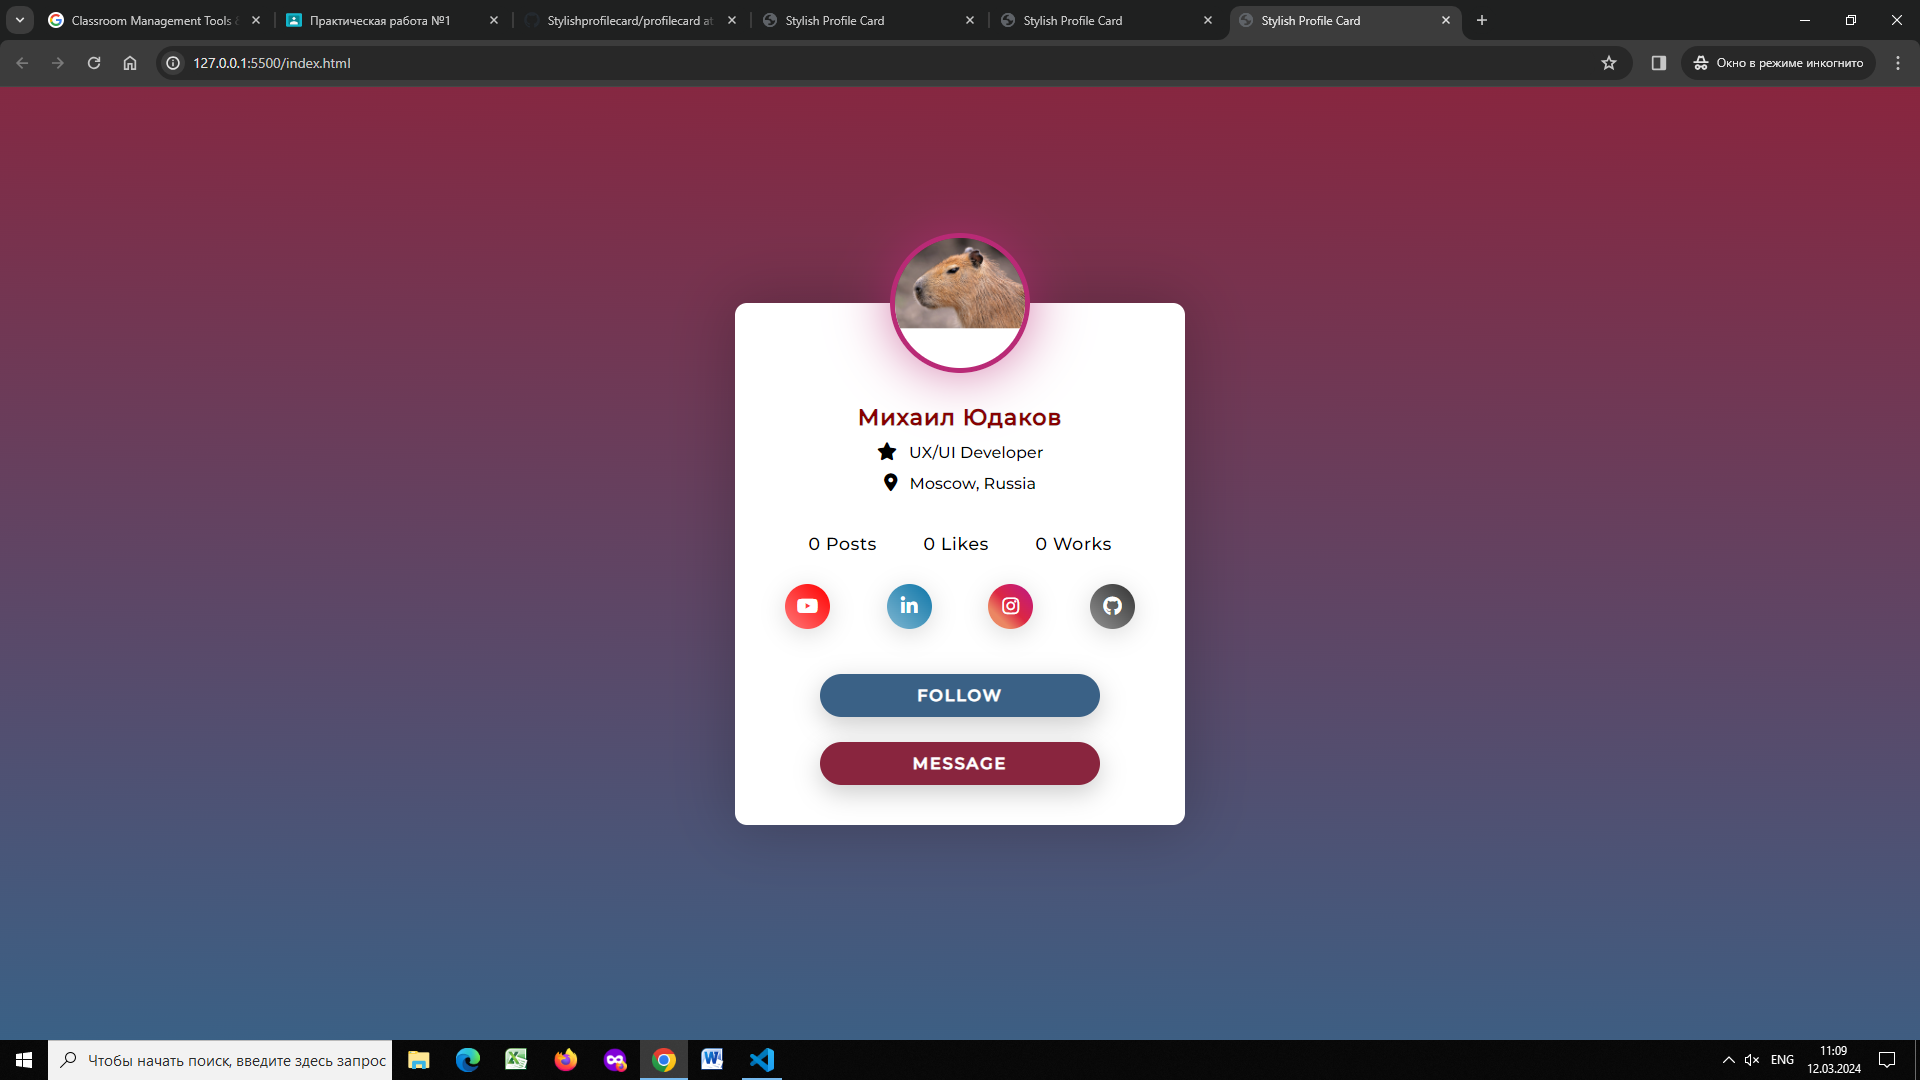 Classroom Management Tools
Практическая работа №1
Stylishprofilecard/profilecard at
Stylish Profile Card
Stylish Profile Card
Stylish Profile Card
127.0.0.1:5500/index.html
Окно в режиме инкогнито
Михаил Юдаков
UX/UI Developer
Moscow, Russia
0 Posts
0 Likes
0 Works
in
FOLLOW
MESSAGE
Чтобы начать поиск, введите здесь запрос
ENG
11:09
12.03.2024